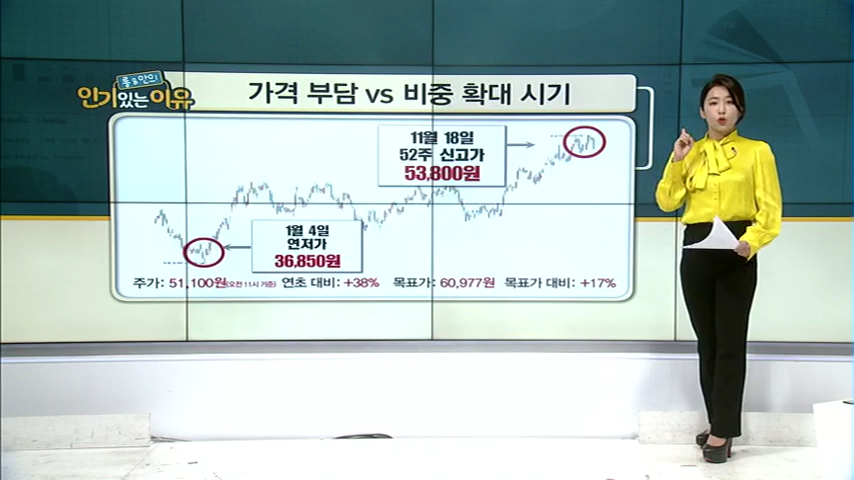 인기있는이유
가격 부담 vs 비중 확대 시기
11월 18일
52주 신고가
53,800원
1월 4일
연저가
36,850원
주가: 51,100원(오전 11시 기준) 연초 대비: +38% 목표가: 60,977원 목표가 대비: +17%